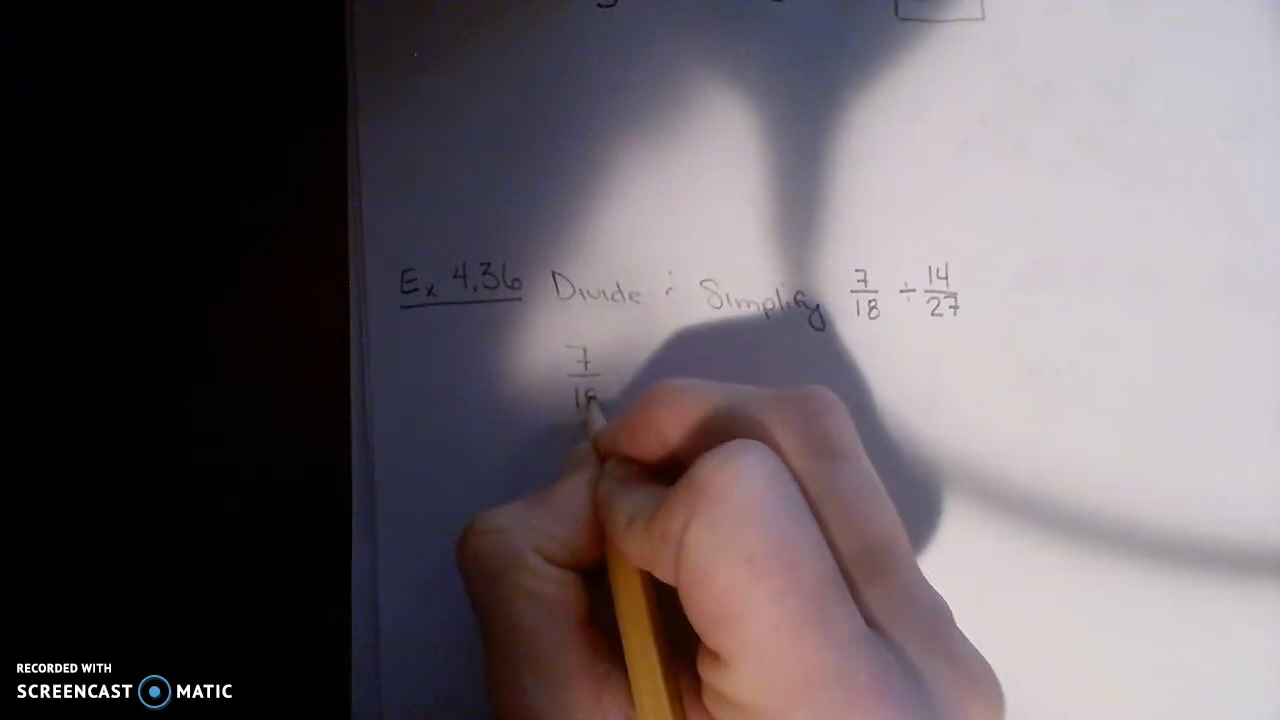 Ex 4.36 Divide & Simplify 7/18 ÷ 14/27
7/18
RECORDED WITH
SCREENCAST MATIC